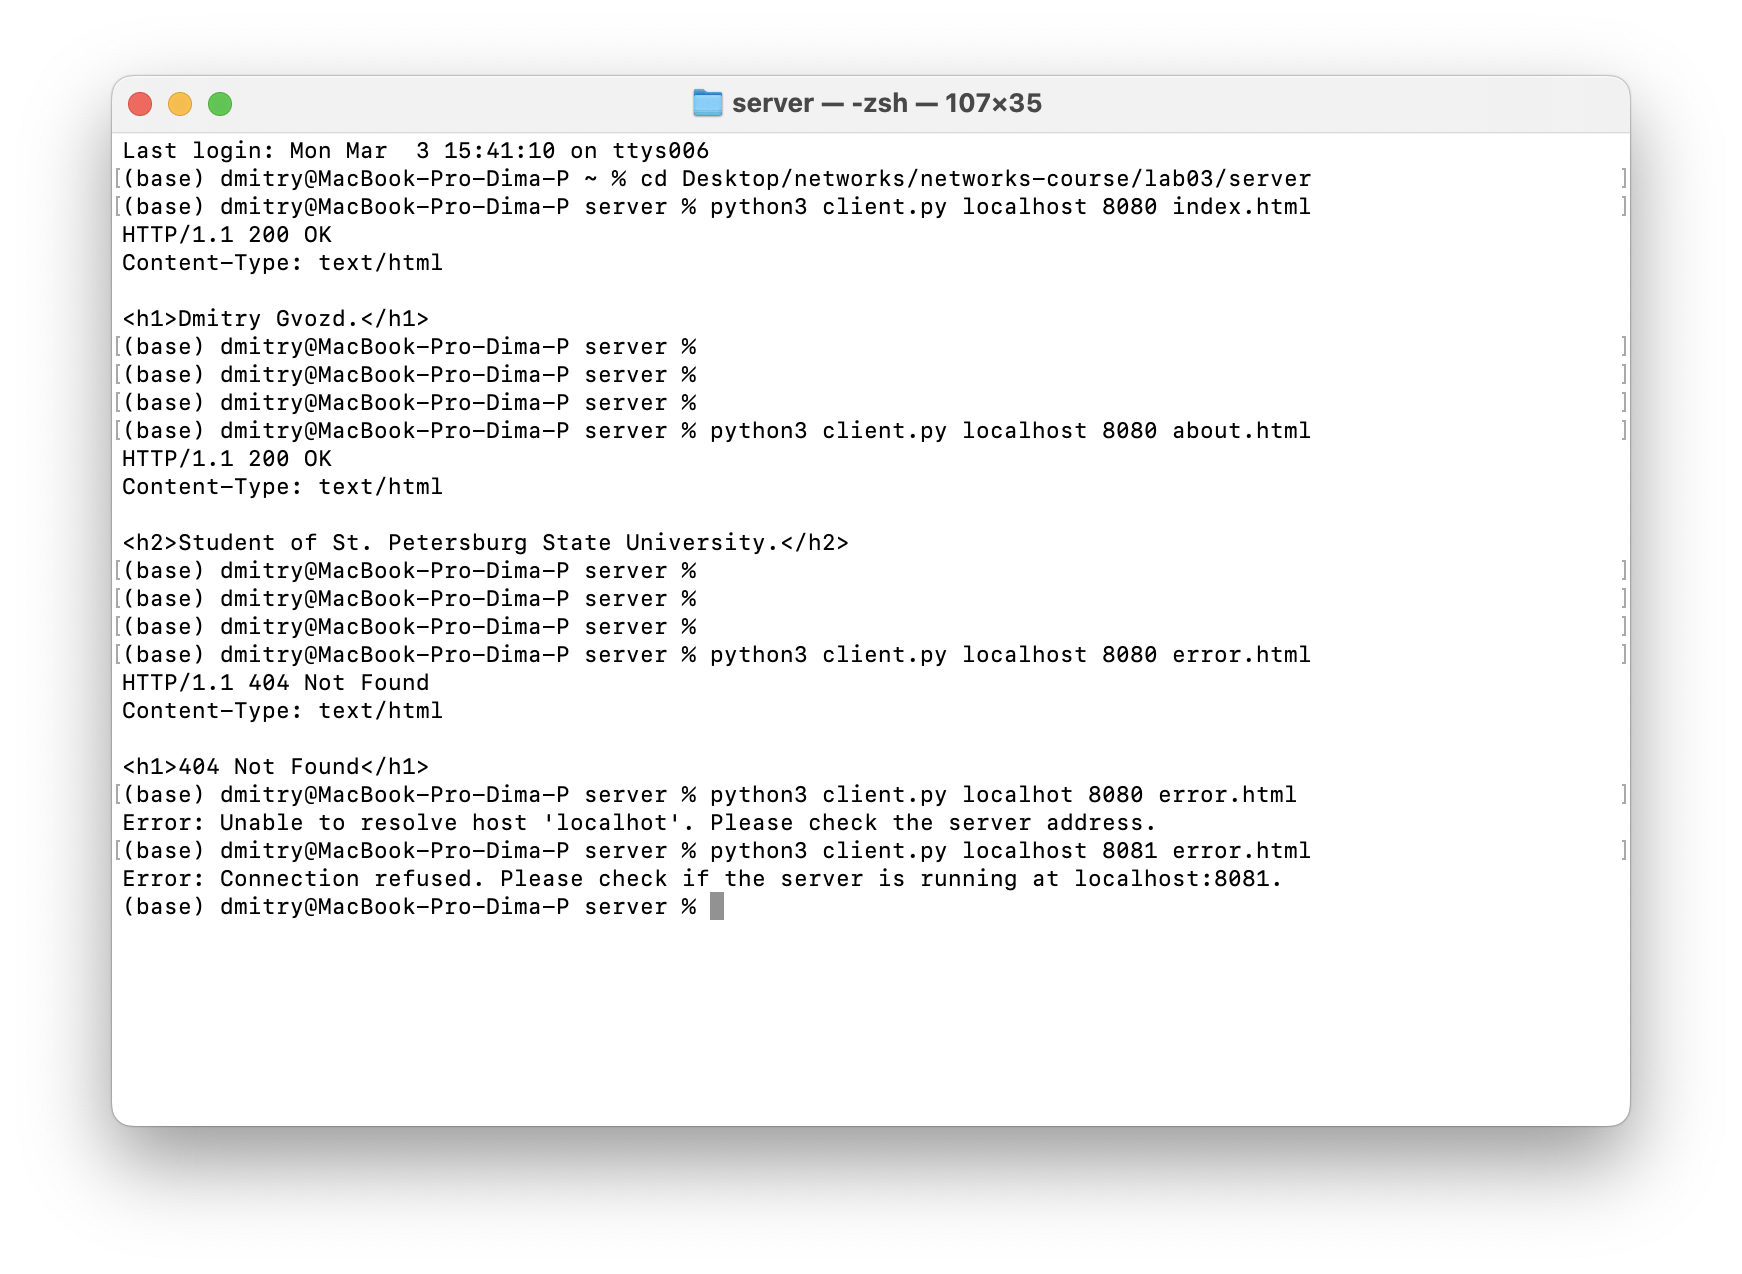 server — -zsh — 107×35
Last login: Mon Mar  3 15:41:10 on ttys006
[(base) dmitry@MacBook-Pro-Dima-P ~ % cd Desktop/networks/networks-course/lab03/server ]
[(base) dmitry@MacBook-Pro-Dima-P server % python3 client.py localhost 8080 index.html ]
HTTP/1.1 200 OK
Content-Type: text/html
<h1>Dmitry Gvozd.</h1>
[(base) dmitry@MacBook-Pro-Dima-P server % ]
[(base) dmitry@MacBook-Pro-Dima-P server % ]
[(base) dmitry@MacBook-Pro-Dima-P server % ]
[(base) dmitry@MacBook-Pro-Dima-P server % python3 client.py localhost 8080 about.html ]
HTTP/1.1 200 OK
Content-Type: text/html
<h2>Student of St. Petersburg State University.</h2>
[(base) dmitry@MacBook-Pro-Dima-P server % ]
[(base) dmitry@MacBook-Pro-Dima-P server % ]
[(base) dmitry@MacBook-Pro-Dima-P server % ]
[(base) dmitry@MacBook-Pro-Dima-P server % python3 client.py localhost 8080 error.html ]
HTTP/1.1 404 Not Found
Content-Type: text/html
<h1>404 Not Found</h1>
[(base) dmitry@MacBook-Pro-Dima-P server % python3 client.py localhot 8080 error.html ]
Error: Unable to resolve host 'localhot'. Please check the server address.
[(base) dmitry@MacBook-Pro-Dima-P server % python3 client.py localhost 8081 error.html ]
Error: Connection refused. Please check if the server is running at localhost:8081.
(base) dmitry@MacBook-Pro-Dima-P server %